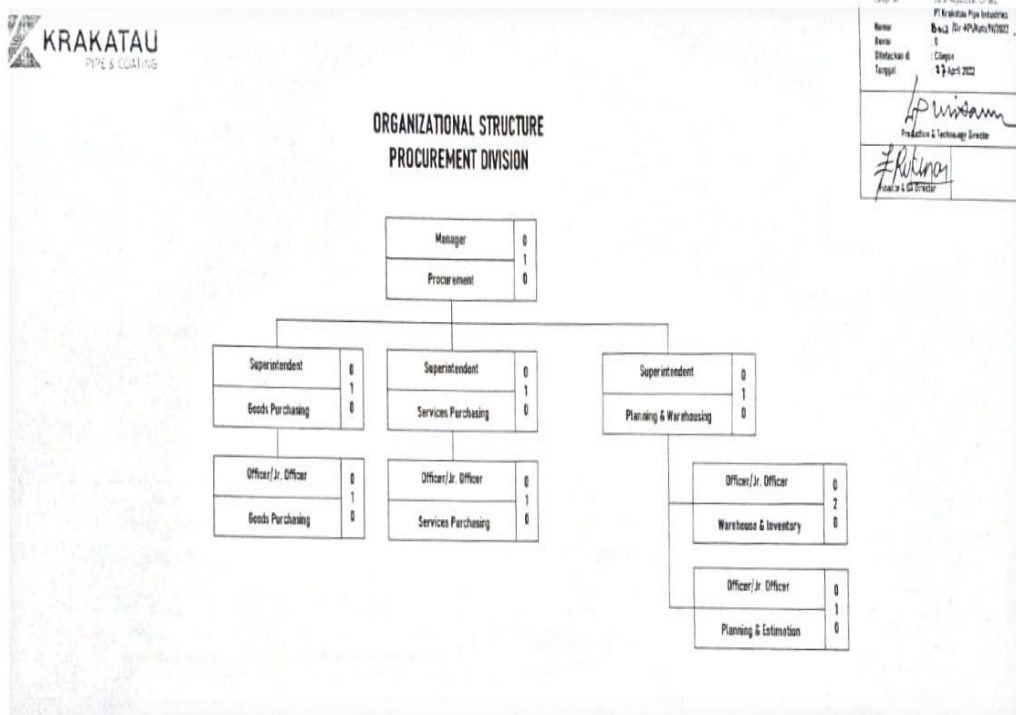 KRAKATAU
PIPE & COATING
PT Krakatau Pipe Industries
Nomor
Revisi : 0
Ditetapkan di : Cilegon
Tanggal : 27 April 2022
Production & Technology Director
Director
ORGANIZATIONAL STRUCTURE
PROCUREMENT DIVISION
Manager
Procurement
0
1
0
Superintendent
Goods Purchasing
0
1
0
Superintendent
Services Purchasing
0
1
0
Superintendent
Planning & Warehousing
0
1
0
Officer/Jr. Officer
Goods Purchasing
0
1
0
Officer/Jr. Officer
Services Purchasing
0
1
0
Officer/Jr. Officer
Warehouse & Inventory
0
2
0
Officer/Jr. Officer
Planning & Estimation
0
1
0